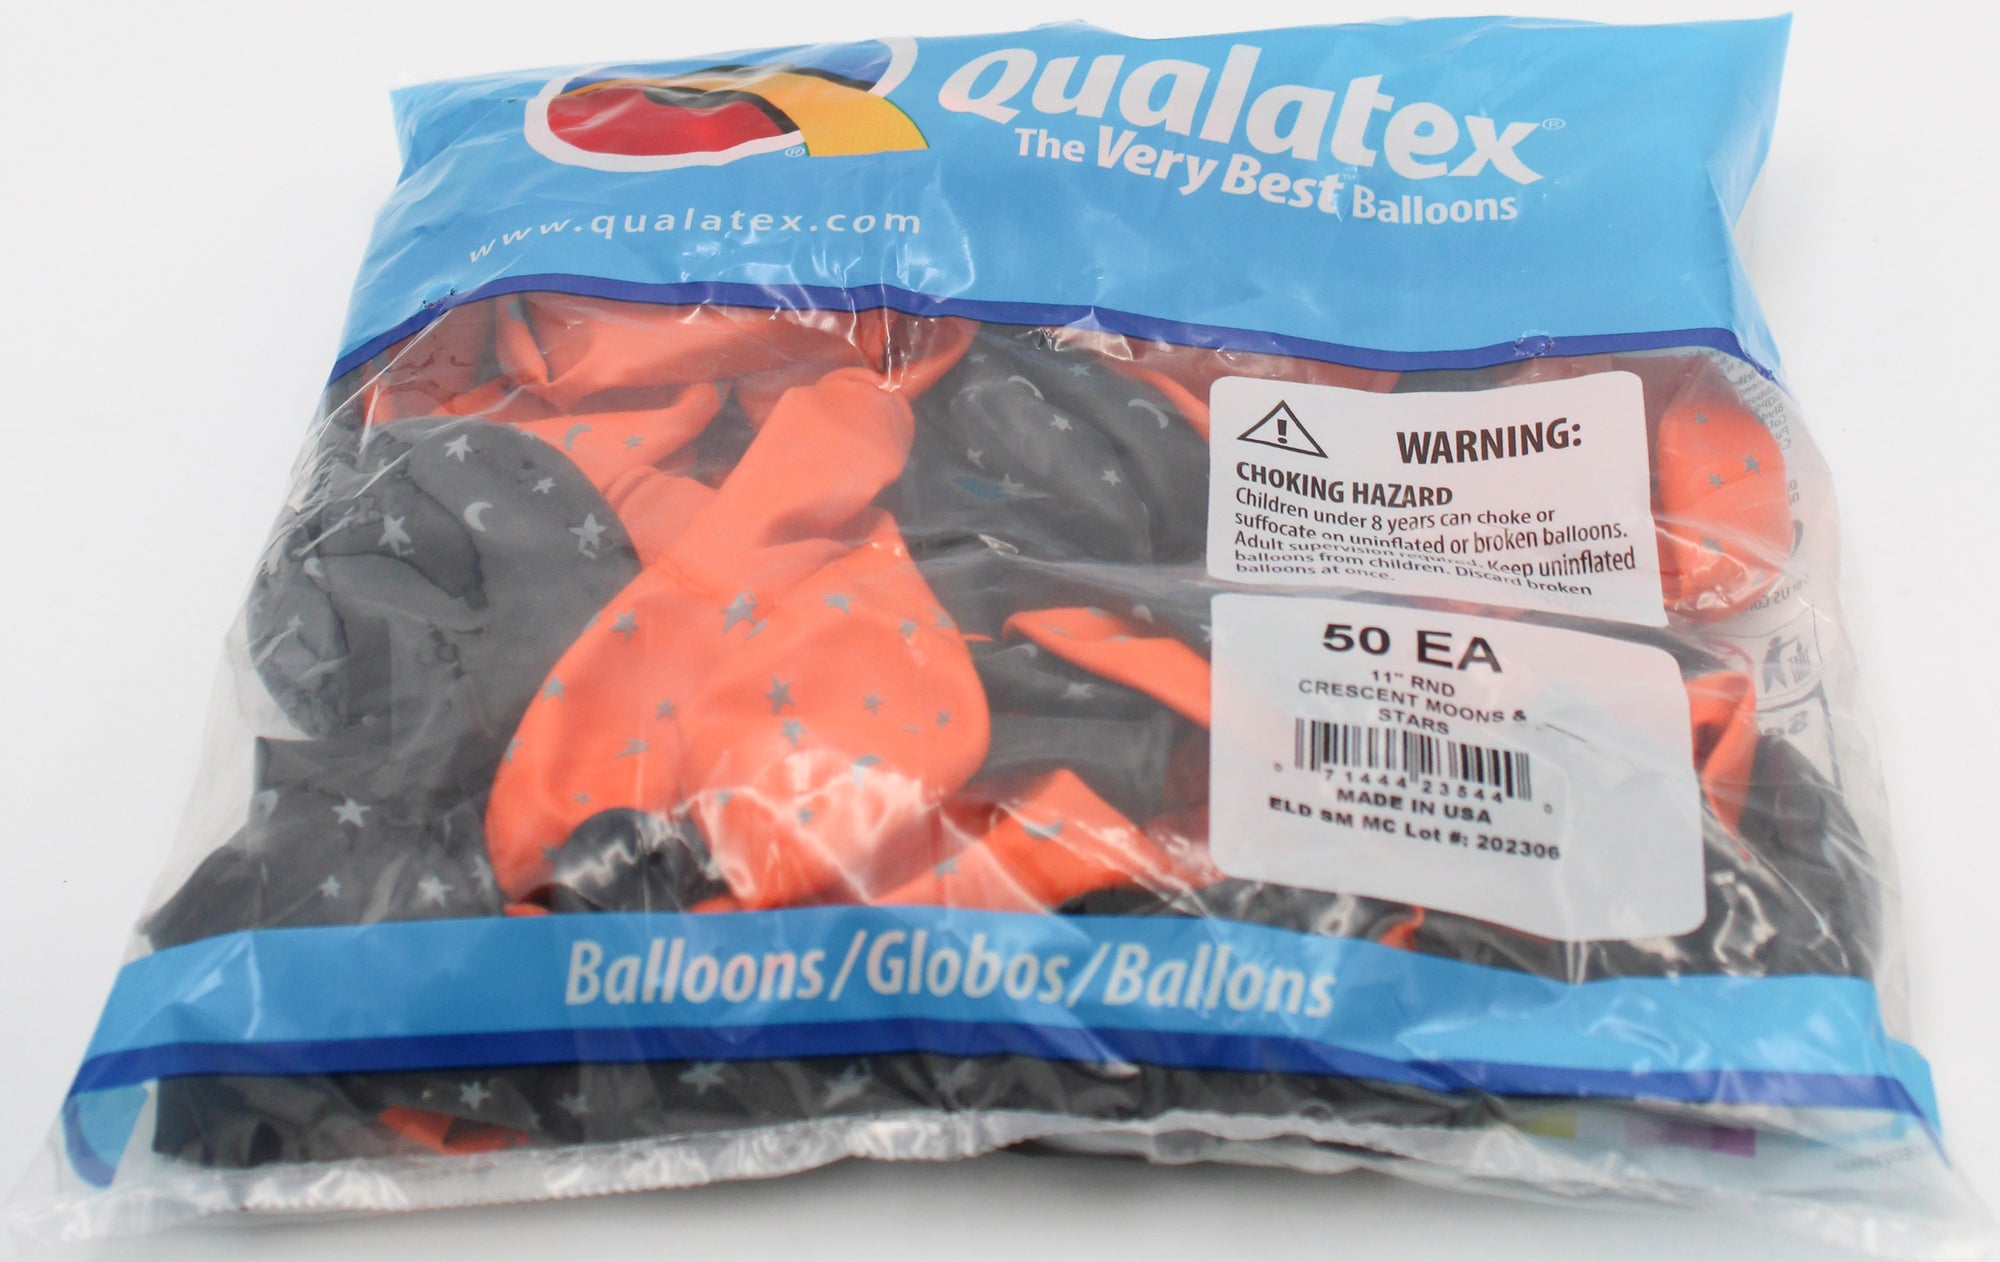 Qualatex®
The Very Best Balloons
®
www.qualatex.com
WARNING:
CHOKING HAZARD
Children under 8 years can choke or
suffocate on uninflated or broken balloons.
Adult supervision required. Keep uninflated
balloons from children. Discard broken
balloons at once.
50 EA
11" RND
CRESCENT MOONS &
STARS
0 71444 23544 0
MADE IN USA
ELD SM MC Lot #: 202306
Balloons/Globos/Ballons